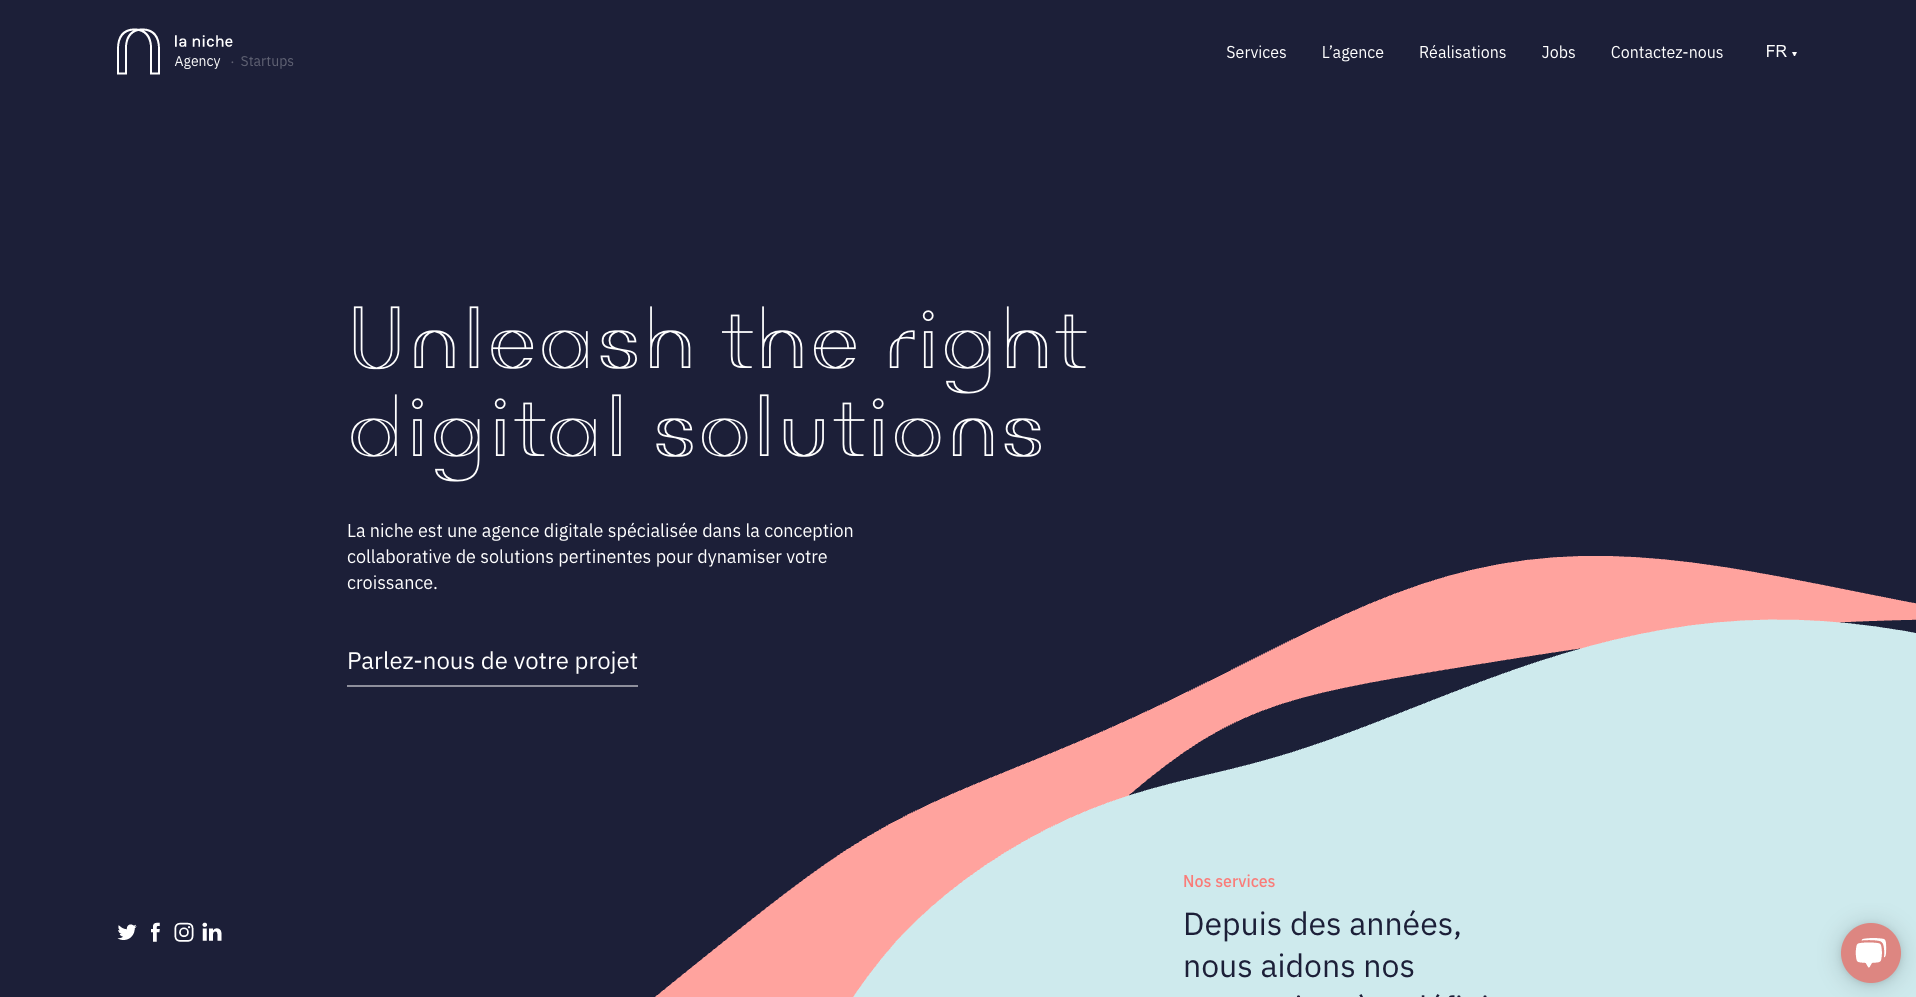 la niche
Agency · Startups
Services L’agence Réalisations Jobs Contactez-nous FR
Unleash the right
digital solutions
La niche est une agence digitale spécialisée dans la conception
collaborative de solutions pertinentes pour dynamiser votre
croissance.
Parlez-nous de votre projet
Nos services
Depuis des années,
nous aidons nos